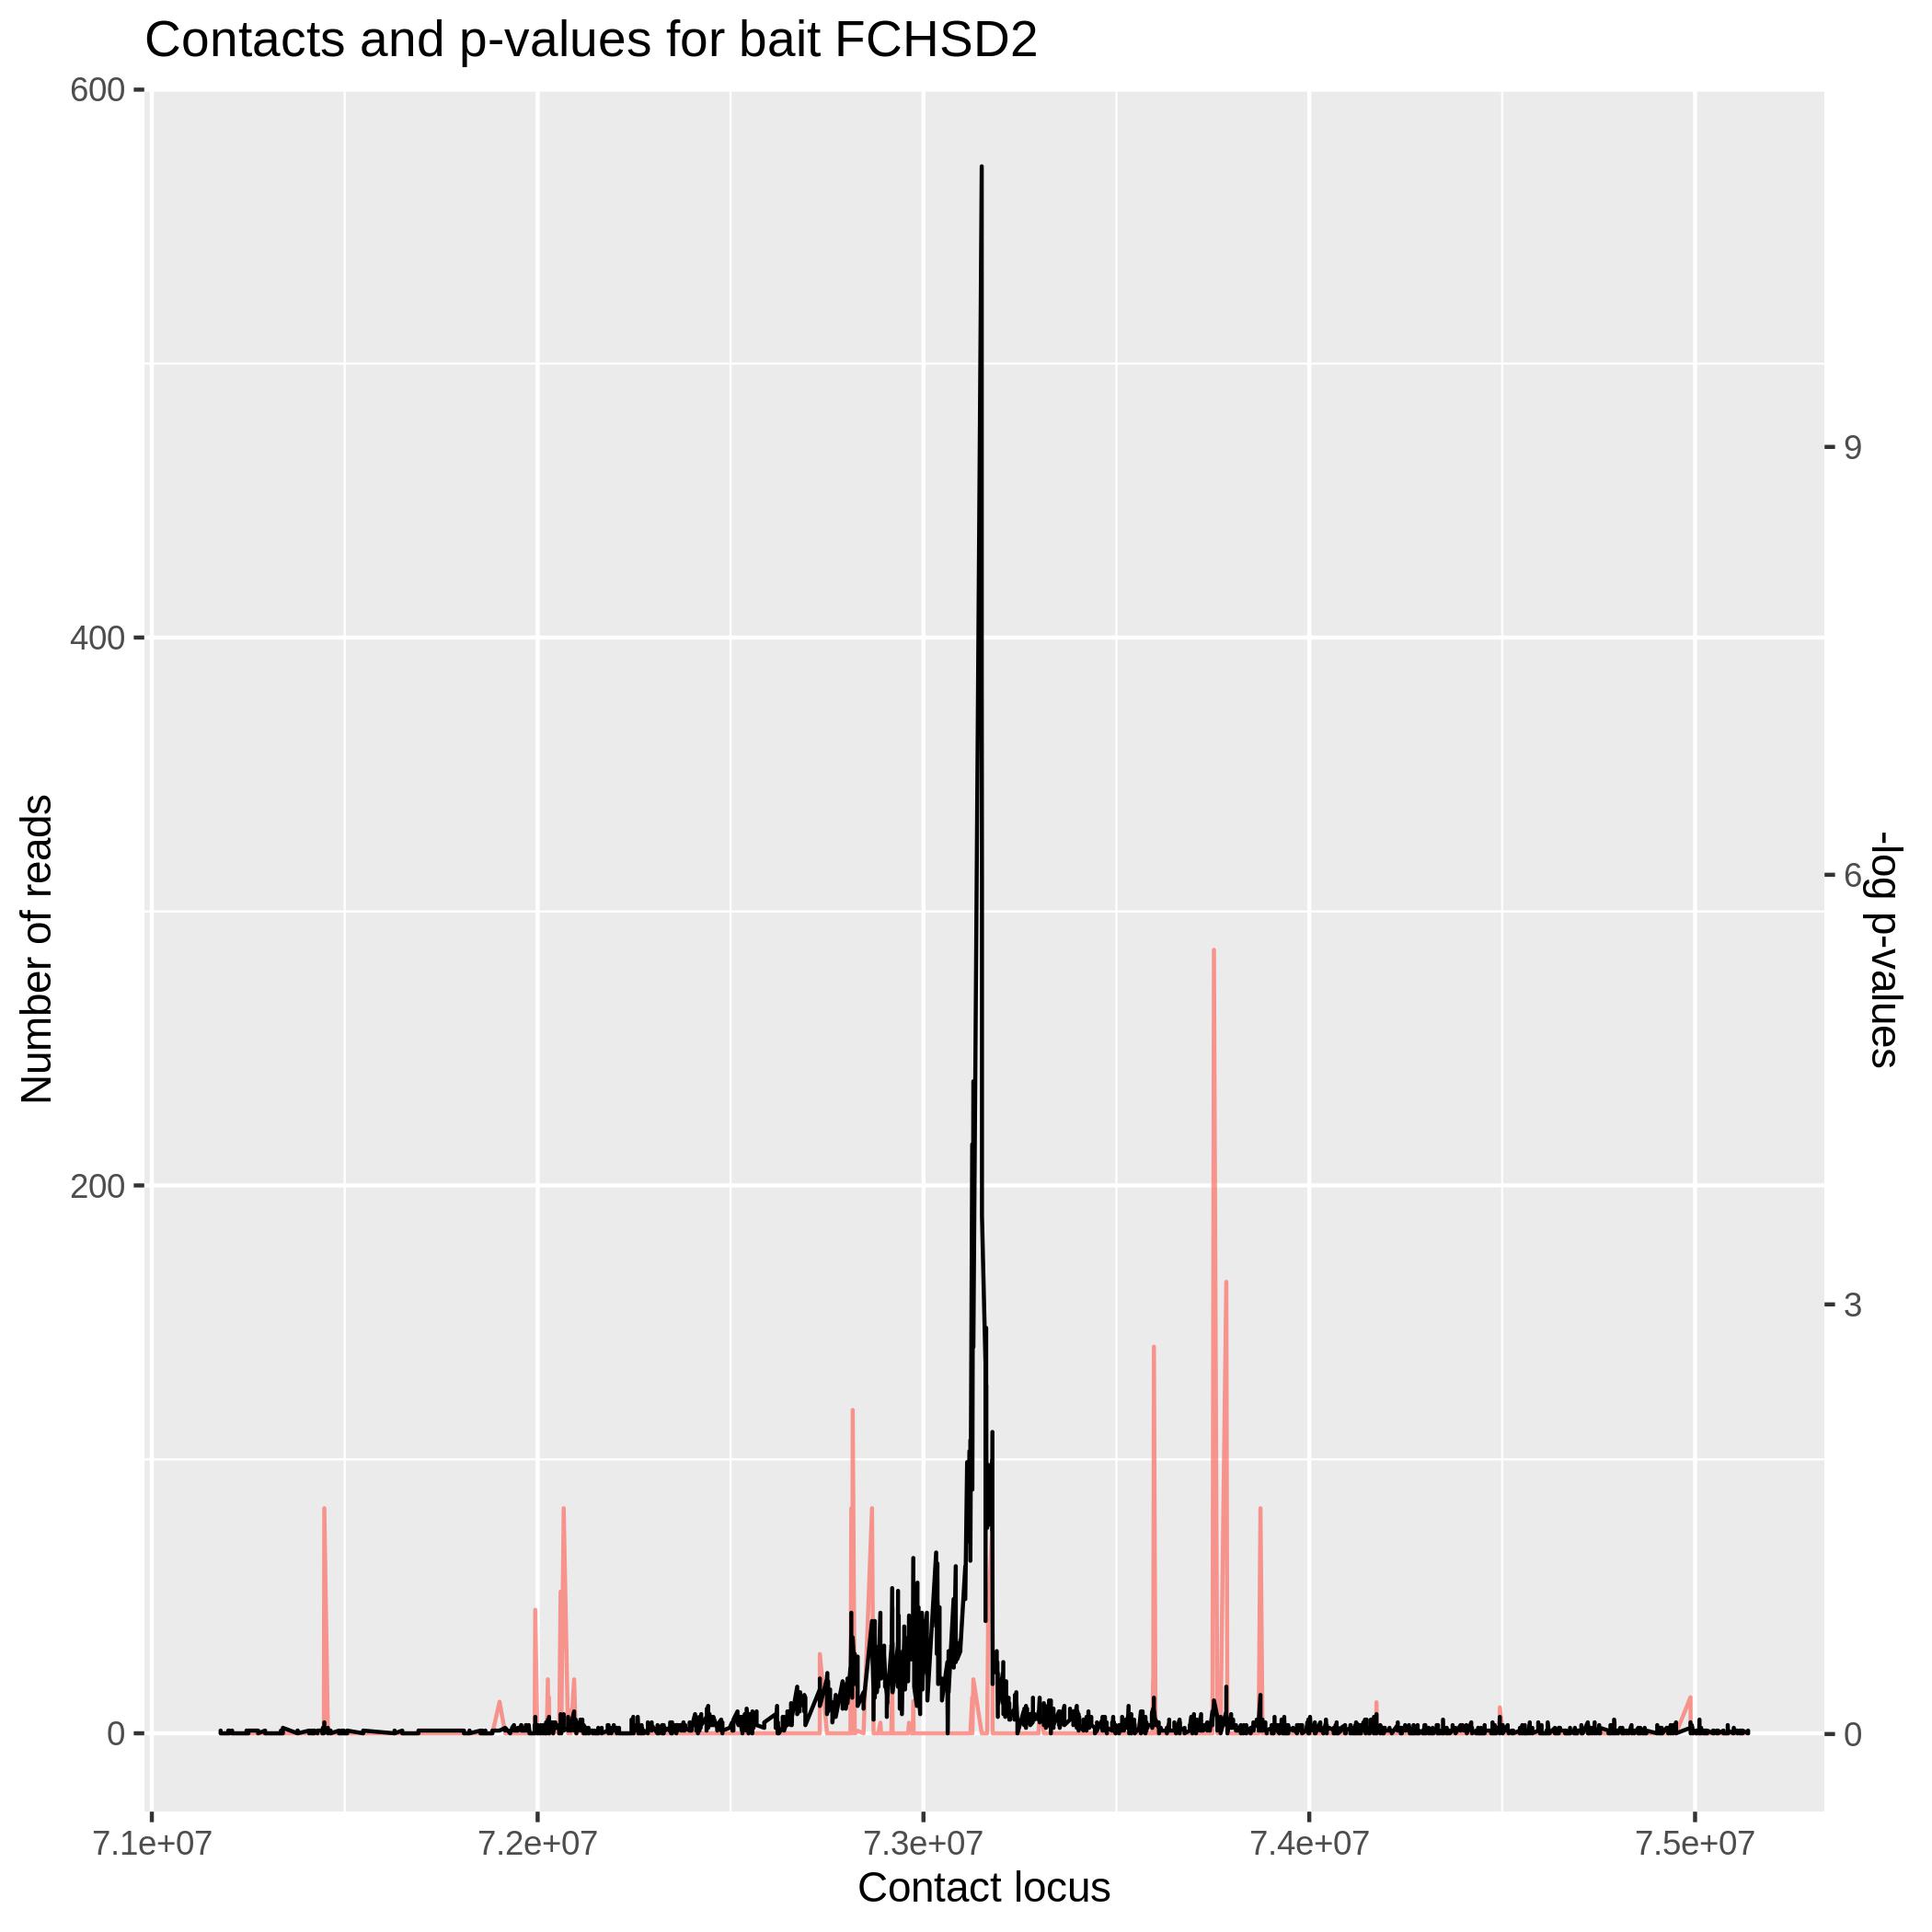 Contacts and p-values for bait FCHSD2
600
400
200
0
Number of reads
9
6
3
0
-log p-values
7.1e+07 7.2e+07 7.3e+07 7.4e+07 7.5e+07
Contact locus